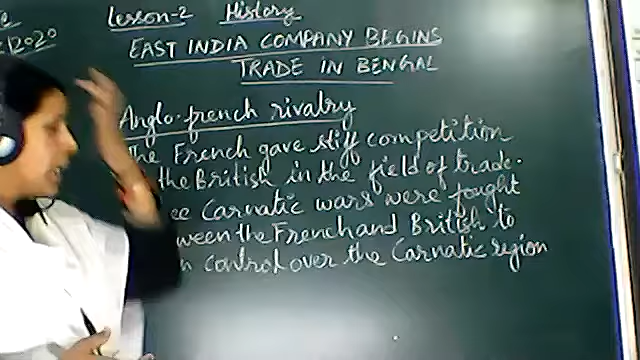 Lesson-2 History
2020
EAST INDIA COMPANY BEGINS
TRADE IN BENGAL
Anglo-french rivalry
The French gave stiff competition
the British in the field of trade.
Carnatic wars were fought
the French and British to
control over the Carnatic region